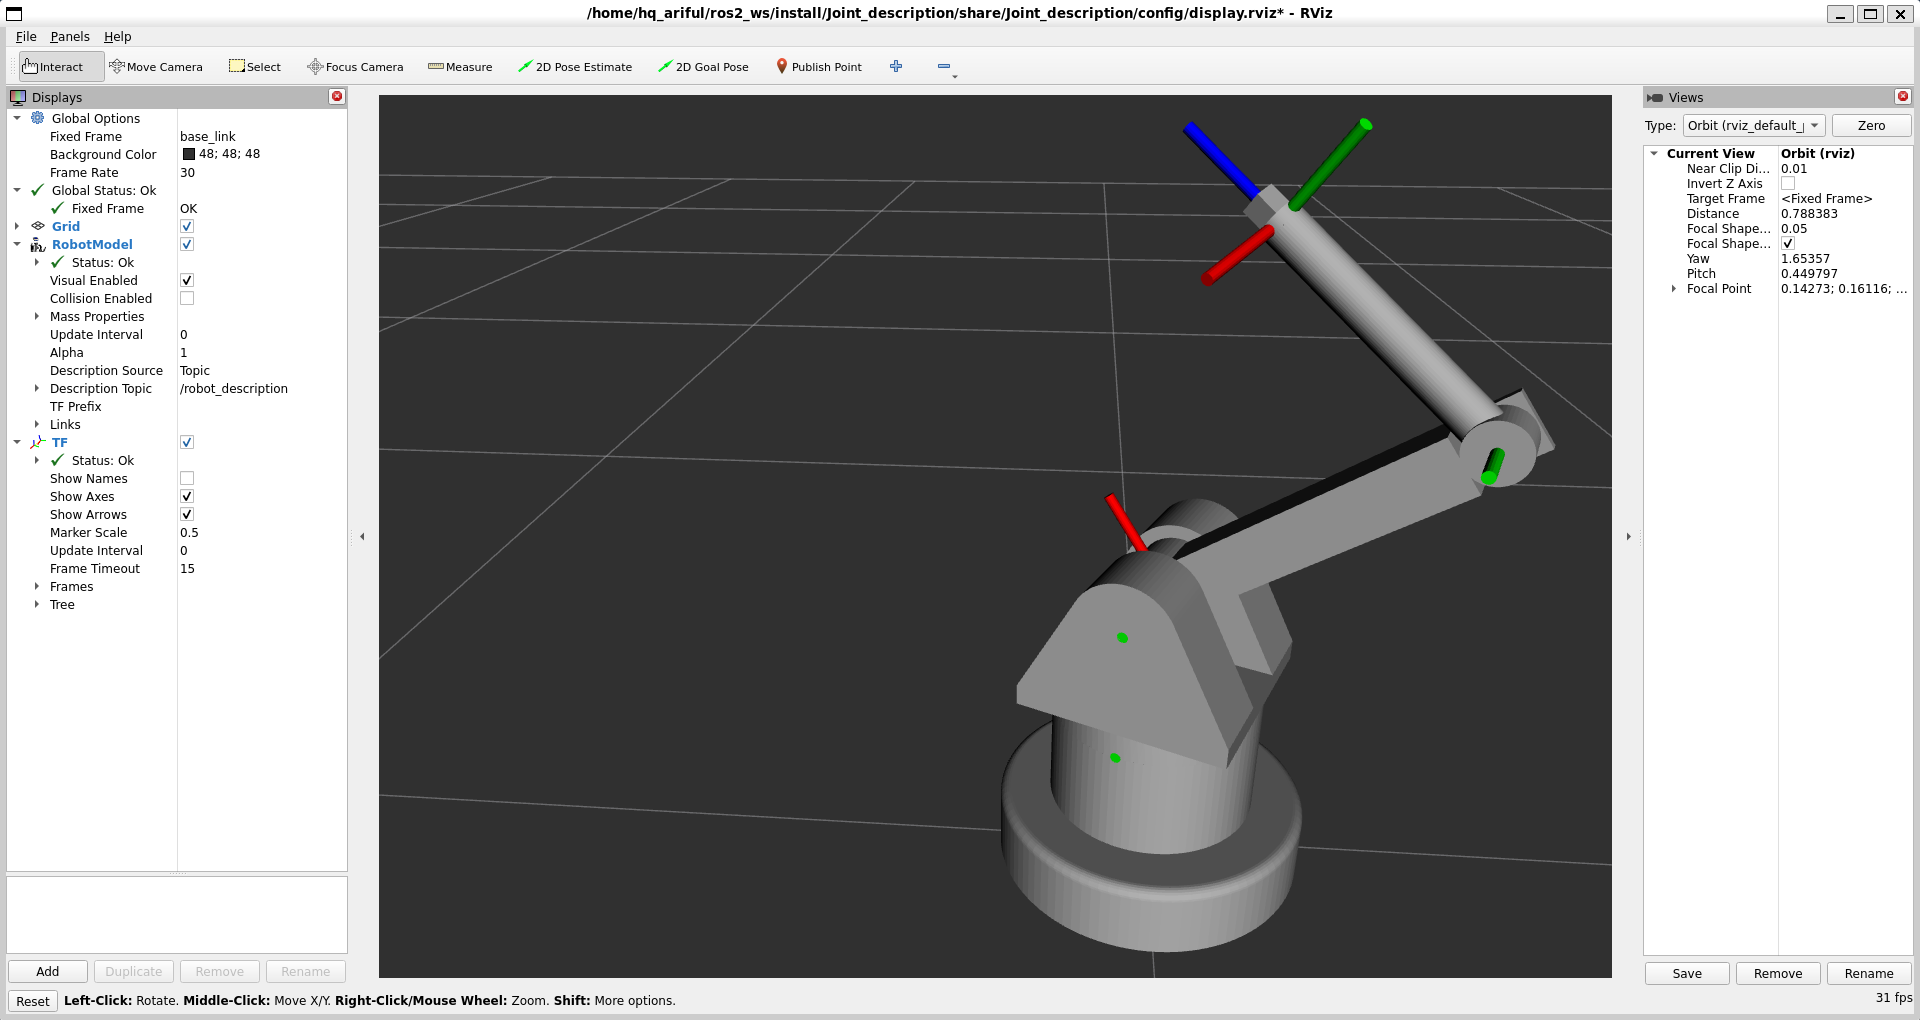 /home/hq_ariful/ros2_ws/install/Joint_description/share/Joint_description/config/display.rviz* - RViz
File Panels Help
Interact Move Camera Select Focus Camera Measure 2D Pose Estimate 2D Goal Pose Publish Point
Displays
Global Options
Fixed Frame base_link
Background Color 48; 48; 48
Frame Rate 30
Global Status: Ok
Fixed Frame OK
Grid
RobotModel
Status: Ok
Visual Enabled
Collision Enabled
Mass Properties
Update Interval 0
Alpha 1
Description Source Topic
Description Topic /robot_description
TF Prefix
Links
TF
Status: Ok
Show Names
Show Axes
Show Arrows
Marker Scale 0.5
Update Interval 0
Frame Timeout 15
Frames
Tree
Add Duplicate Remove Rename
Views
Type: Orbit (rviz_default_ Zero
Current View Orbit (rviz)
Near Clip Di... 0.01
Invert Z Axis
Target Frame <Fixed Frame>
Distance 0.788383
Focal Shape... 0.05
Focal Shape...
Yaw 1.65357
Pitch 0.449797
Focal Point 0.14273; 0.16116; ...
Save Remove Rename
Reset Left-Click: Rotate. Middle-Click: Move X/Y. Right-Click/Mouse Wheel: Zoom. Shift: More options.
31 fps